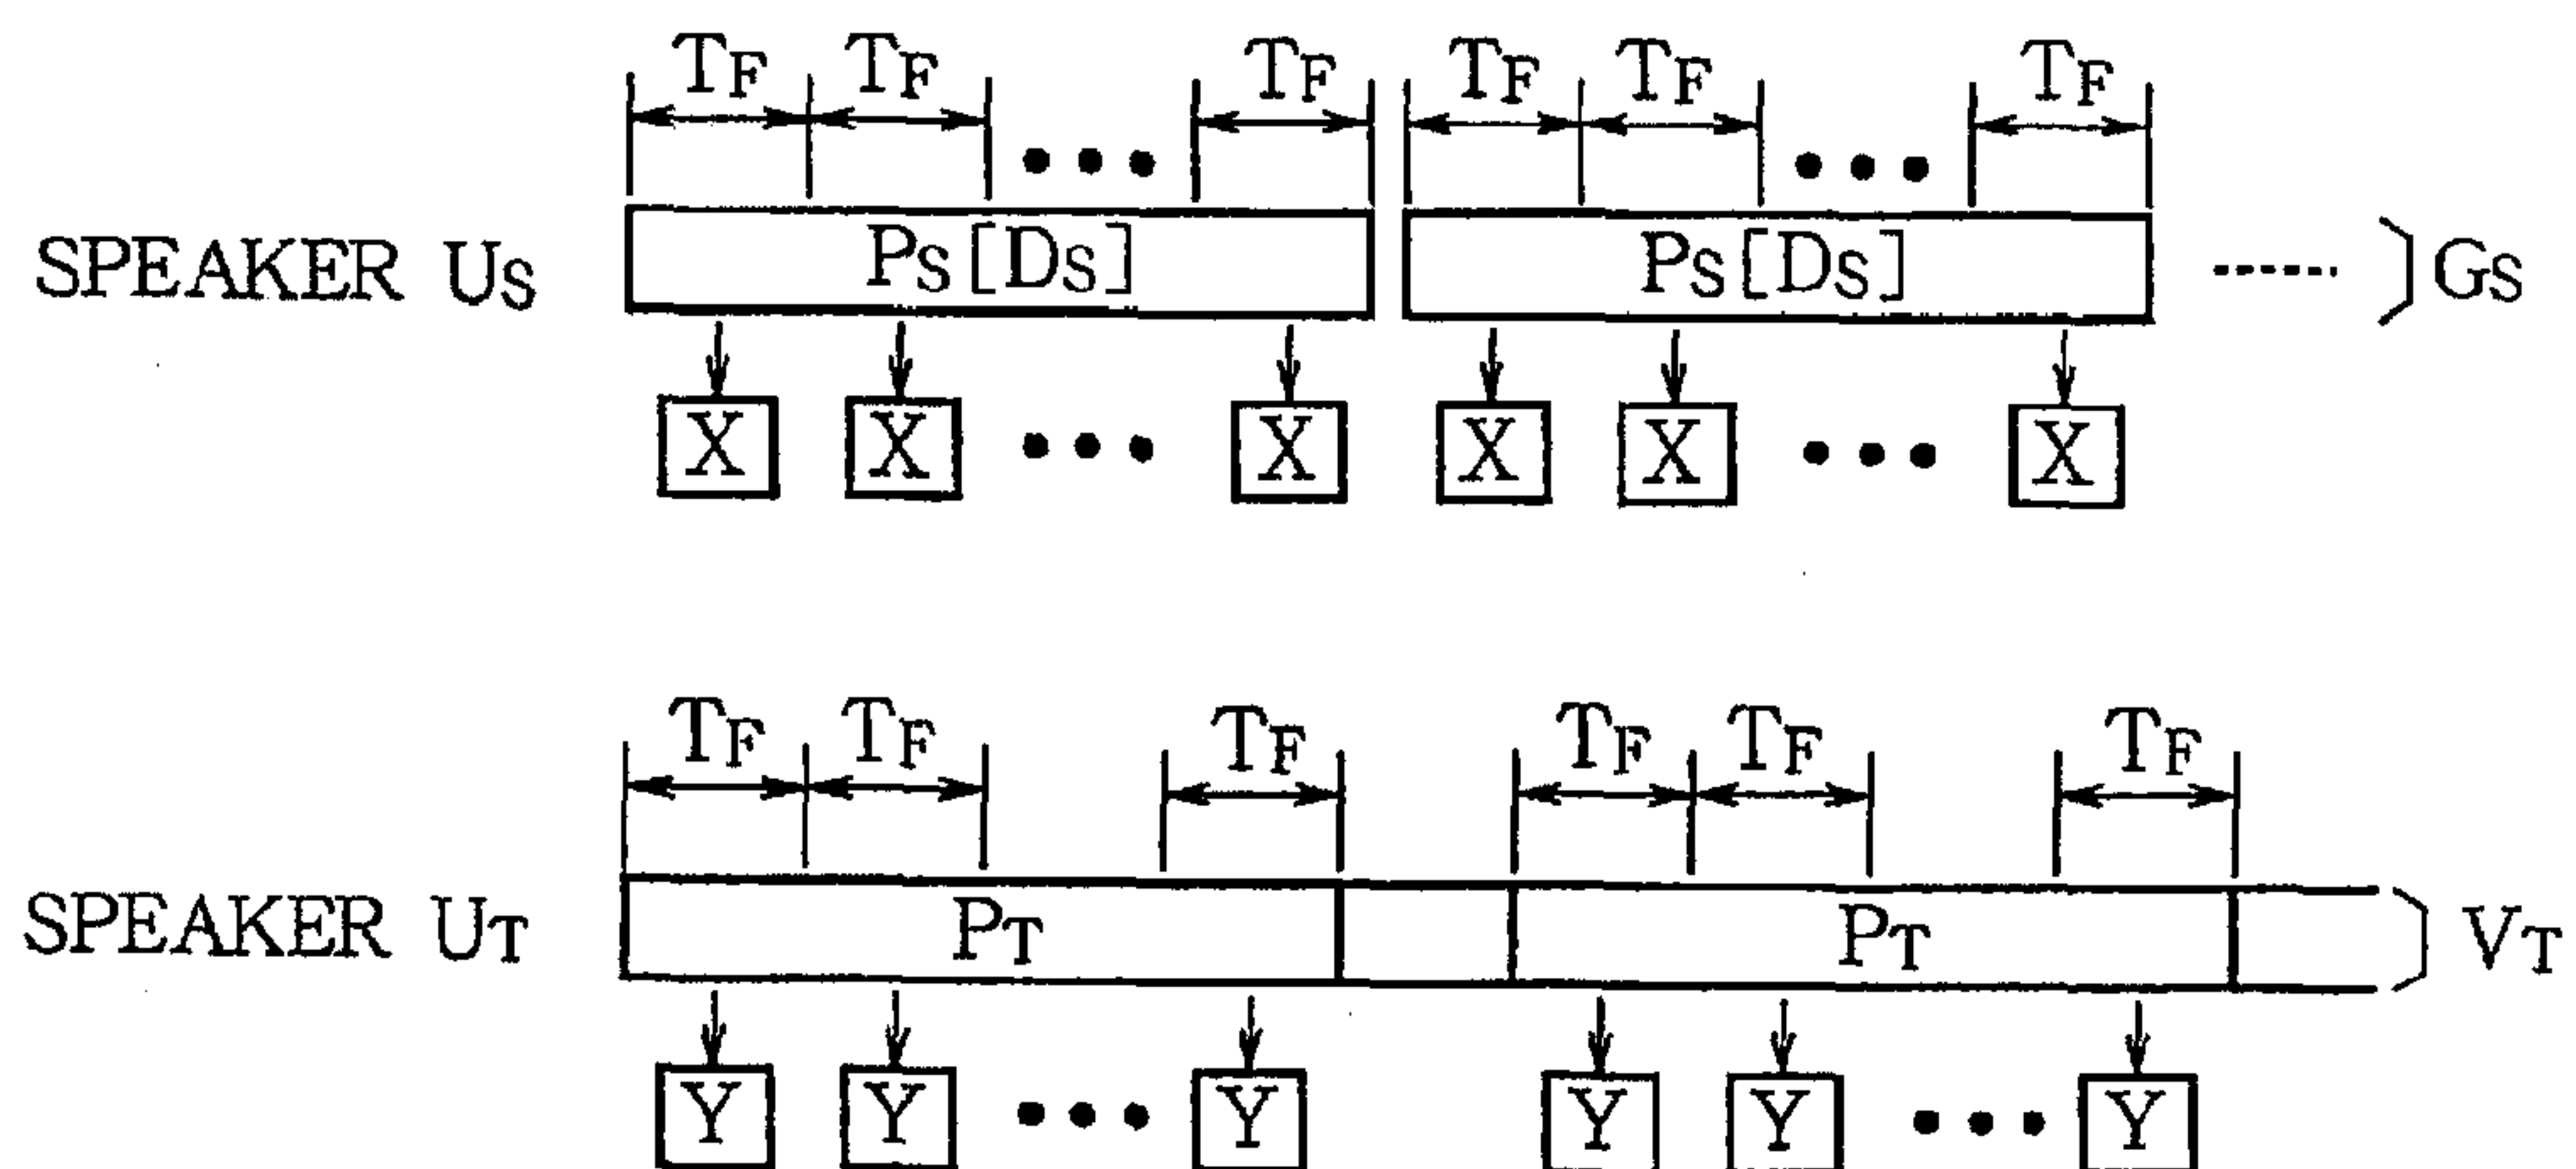 TF TF TF TF TF TF
SPEAKER US PS[DS] PS[DS] GS
X X X X X X
TF TF TF TF TF TF
SPEAKER UT PT PT VT
Y Y Y Y Y Y